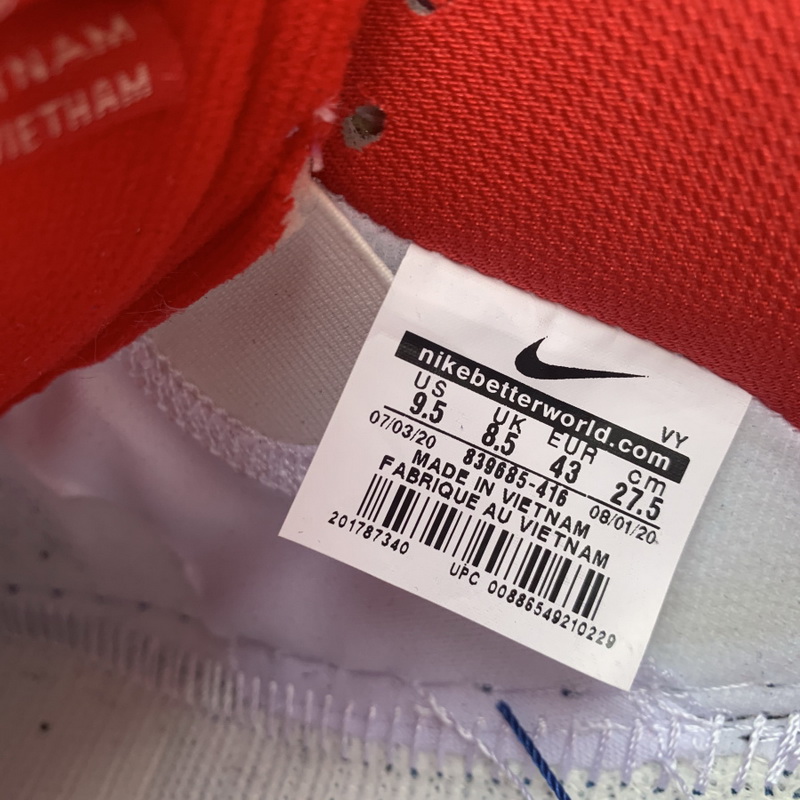 TNAM
VIETNAM
nikebetterworld.com
VY
US UK EUR cm
9.5 8.5 43 27.5
07/03/20 839685-416 08/01/20
MADE IN VIETNAM
FABRIQUE AU VIETNAM
201787340
UPC 00886549210229